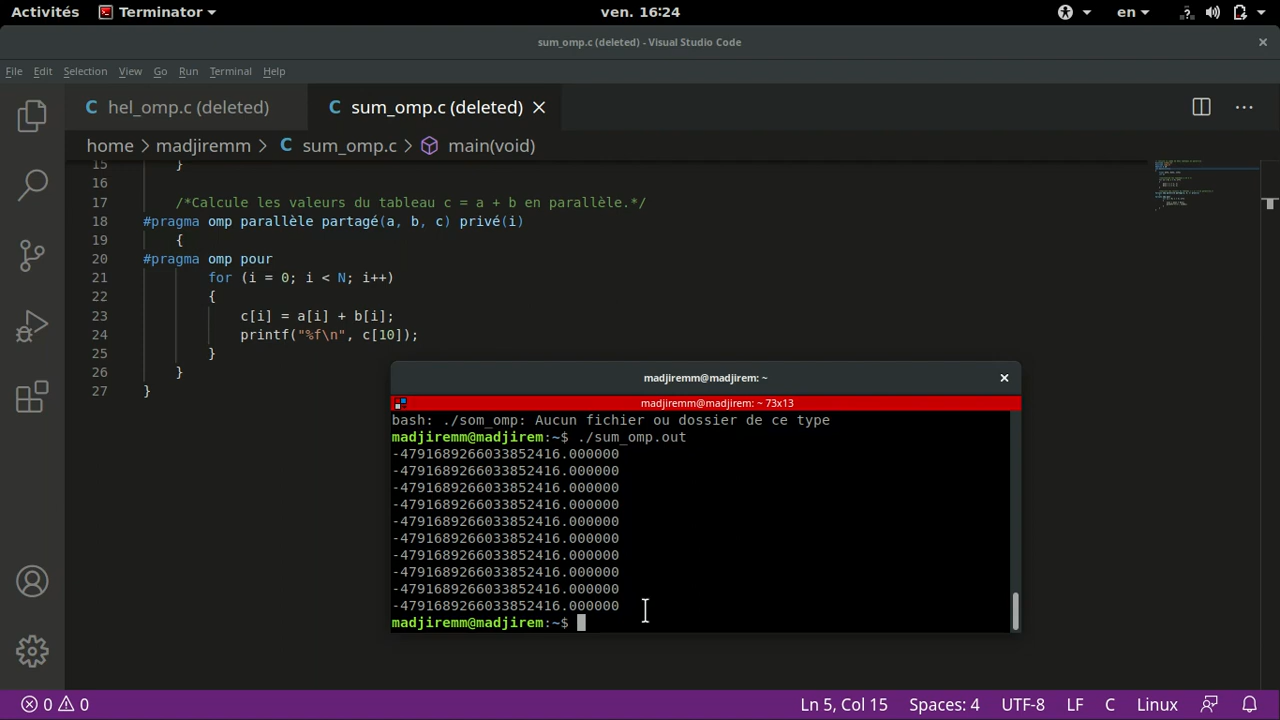 Activités
Terminator
ven. 16:24
en
sum_omp.c (deleted) - Visual Studio Code
File Edit Selection View Go Run Terminal Help
C hel_omp.c (deleted)
C sum_omp.c (deleted)
home > madjiremm > C sum_omp.c > main(void)
15 }
16
17 /*Calcule les valeurs du tableau c = a + b en parallèle.*/
18 #pragma omp parallèle partagé(a, b, c) privé(i)
19 {
20 #pragma omp pour
21 for (i = 0; i < N; i++)
22 {
23 c[i] = a[i] + b[i];
24 printf("%f\n", c[10]);
25 }
26 }
27 }
madjiremm@madjirem: ~
madjiremm@madjirem: ~ 73x13
bash: ./som_omp: Aucun fichier ou dossier de ce type
madjiremm@madjirem:~$ ./sum_omp.out
-4791689266033852416.000000
-4791689266033852416.000000
-4791689266033852416.000000
-4791689266033852416.000000
-4791689266033852416.000000
-4791689266033852416.000000
-4791689266033852416.000000
-4791689266033852416.000000
-4791689266033852416.000000
-4791689266033852416.000000
madjiremm@madjirem:~$
0 0
Ln 5, Col 15 Spaces: 4 UTF-8 LF C Linux